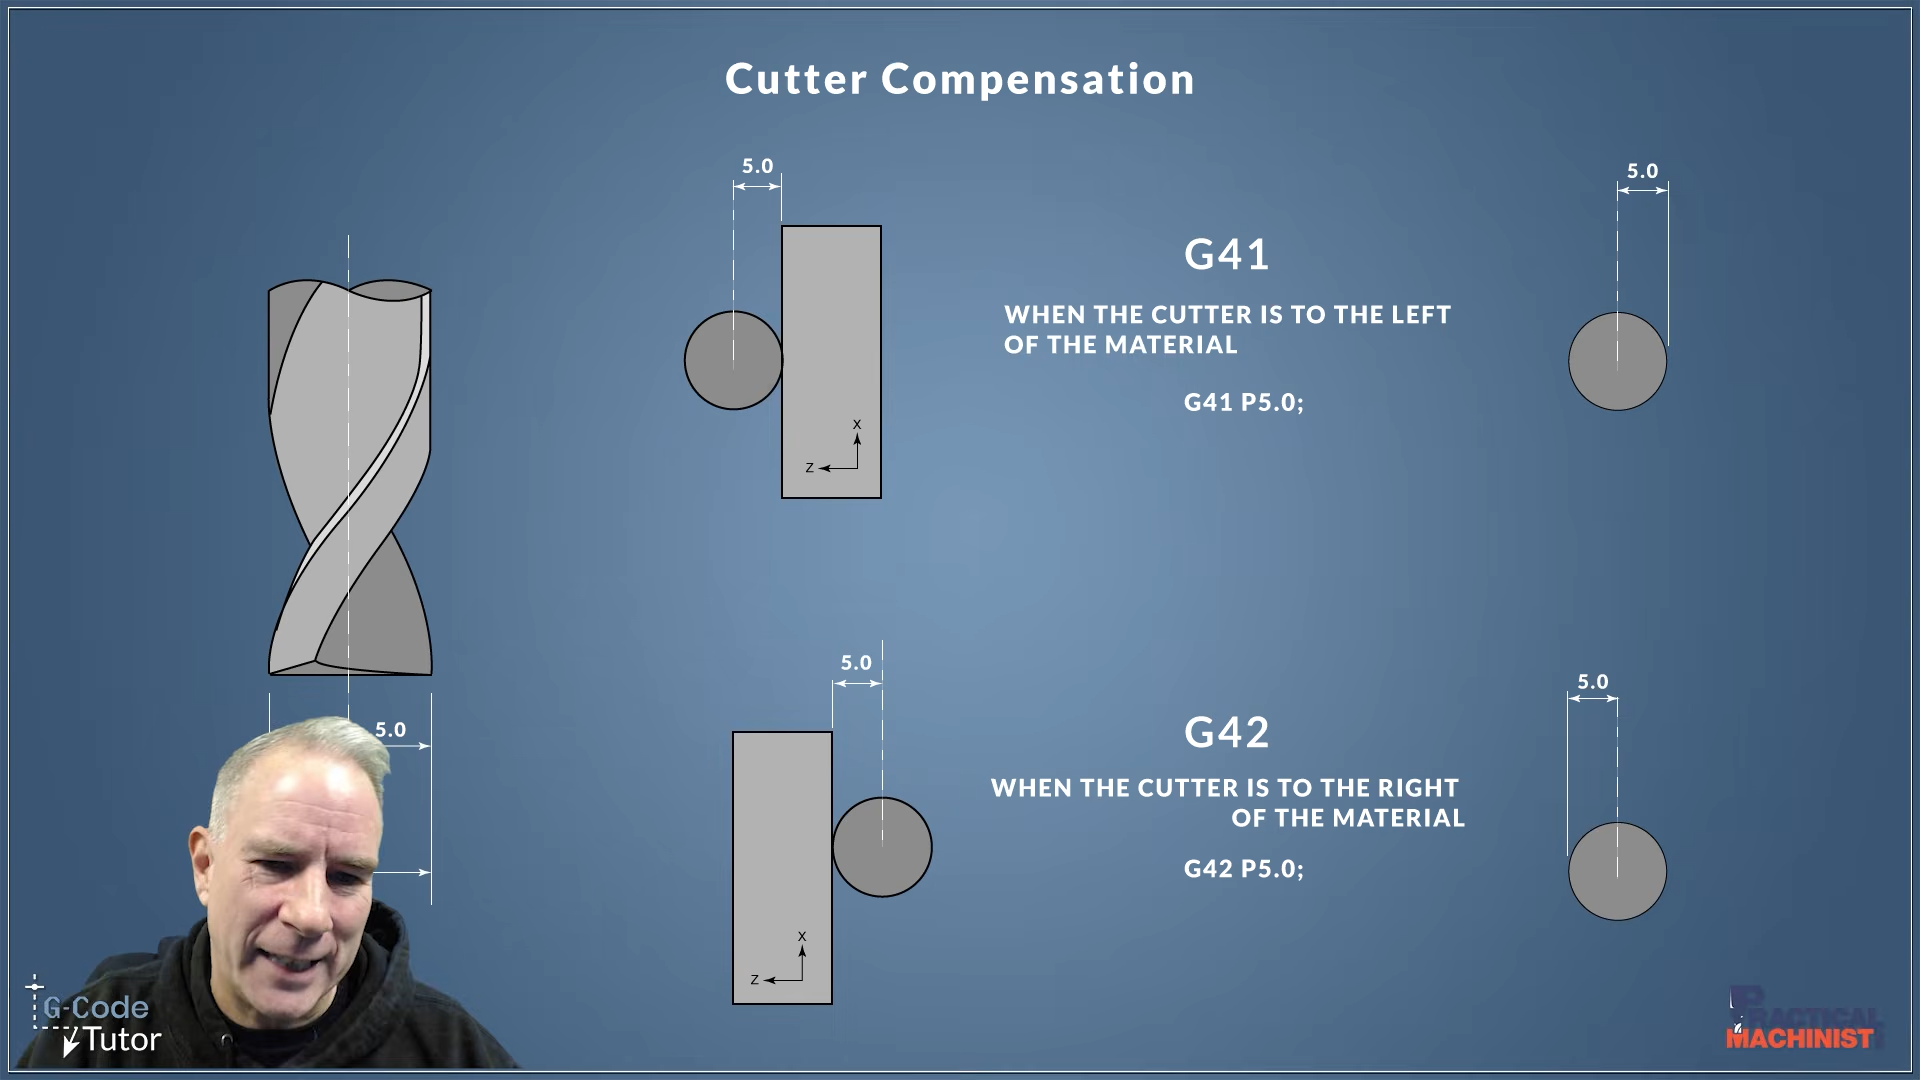 Cutter Compensation
5.0
5.0
G41
WHEN THE CUTTER IS TO THE LEFT
OF THE MATERIAL
G41 P5.0;
X
Z
5.0
5.0
5.0
G42
WHEN THE CUTTER IS TO THE RIGHT
OF THE MATERIAL
G42 P5.0;
X
Z
G-Code
Tutor
PRACTICAL
MACHINIST